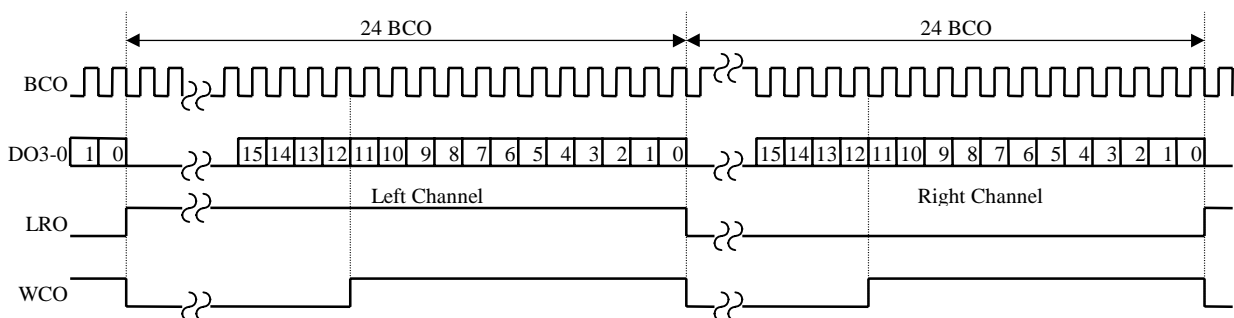 24 BCO 24 BCO
BCO
DO3-0 1 0 15 14 13 12 11 10 9 8 7 6 5 4 3 2 1 0 15 14 13 12 11 10 9 8 7 6 5 4 3 2 1 0
Left Channel Right Channel
LRO
WCO